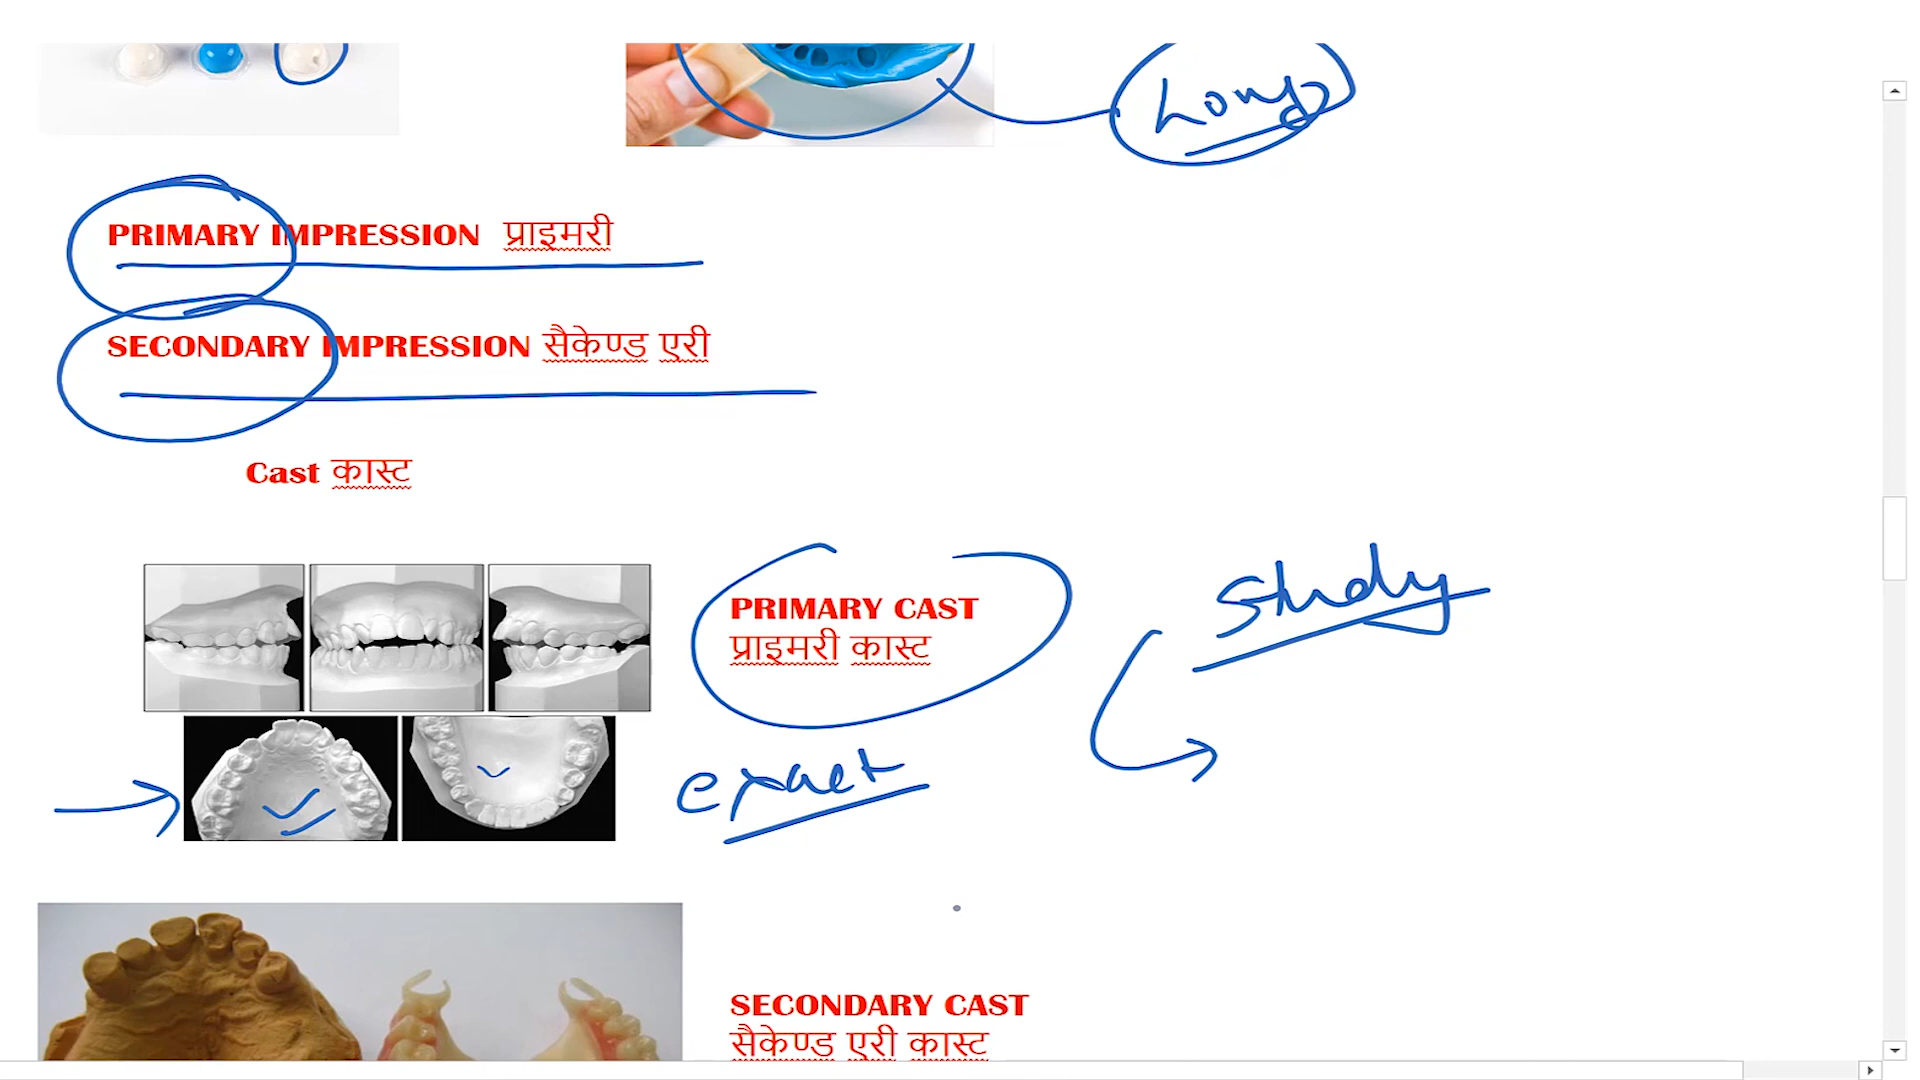 Long
PRIMARY IMPRESSION प्राइमरी
SECONDARY IMPRESSION सैकेण्ड एरी
Cast कास्ट
Study
PRIMARY CAST
प्राइमरी कास्ट
exact
SECONDARY CAST
सैकेण्ड एरी कास्ट